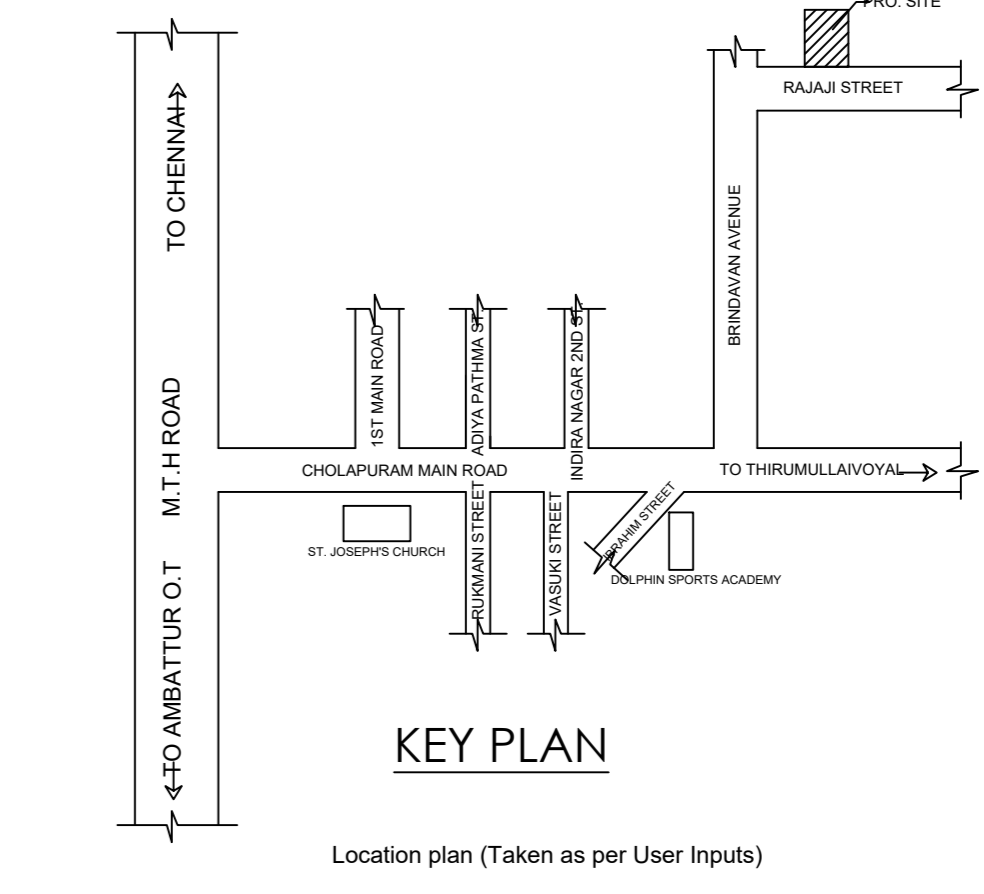 PRO. SITE
RAJAJI STREET
TO CHENNAI
BRINDAVAN AVENUE
M.T.H ROAD
1ST MAIN ROAD
ADIYA PATHMA ST.
INDIRA NAGAR 2ND ST.
CHOLAPURAM MAIN ROAD
TO THIRUMULLAIVOYAL
ST. JOSEPH'S CHURCH
RUKMANI STREET
VASUKI STREET
IBRAHIM STREET
DOLPHIN SPORTS ACADEMY
TO AMBATTUR O.T
KEY PLAN
Location plan (Taken as per User Inputs)